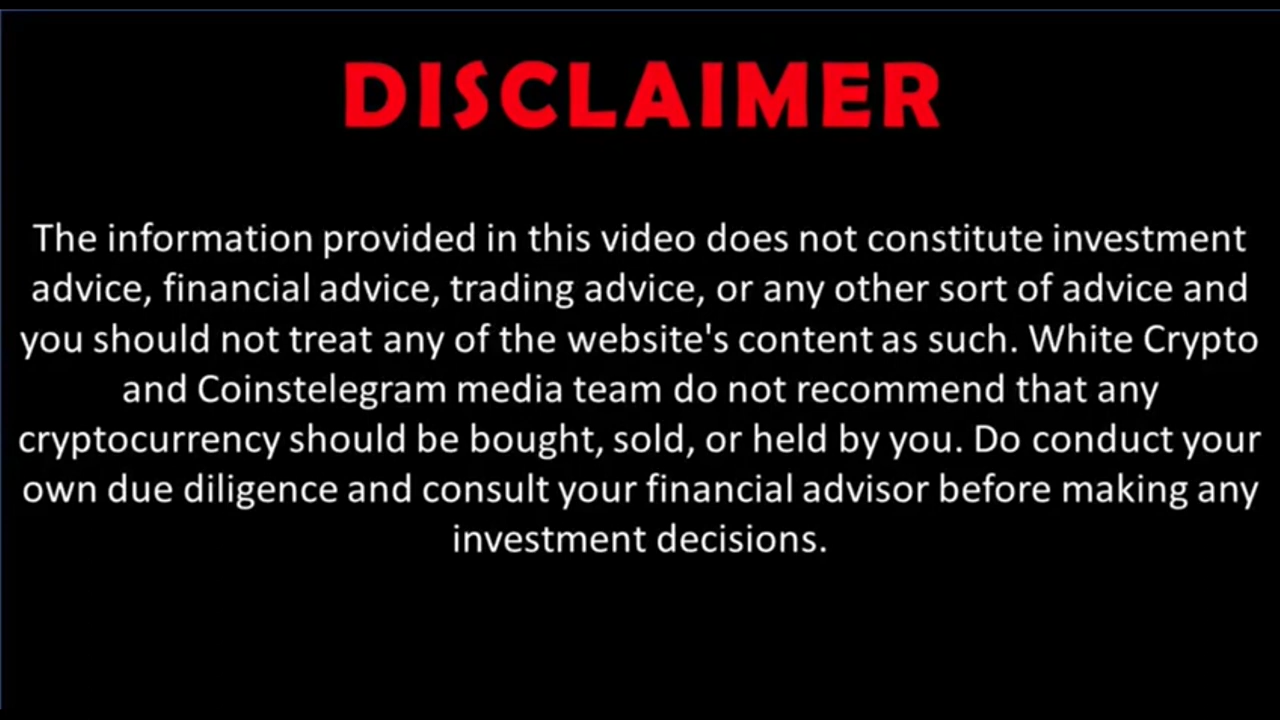 DISCLAIMER
The information provided in this video does not constitute investment
advice, financial advice, trading advice, or any other sort of advice and
you should not treat any of the website's content as such. White Crypto
and Coinstelegram media team do not recommend that any
cryptocurrency should be bought, sold, or held by you. Do conduct your
own due diligence and consult your financial advisor before making any
investment decisions.